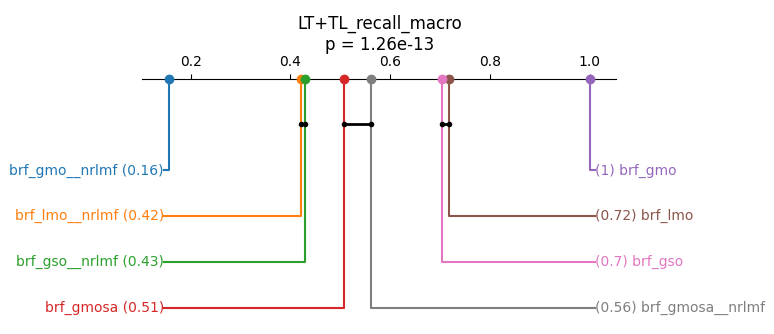 LT+TL_recall_macro
p = 1.26e-13
0.2 0.4 0.6 0.8 1.0
brf_gmo__nrlmf (0.16) (1) brf_gmo
brf_lmo__nrlmf (0.42) (0.72) brf_lmo
brf_gso__nrlmf (0.43) (0.7) brf_gso
brf_gmosa (0.51) (0.56) brf_gmosa__nrlmf